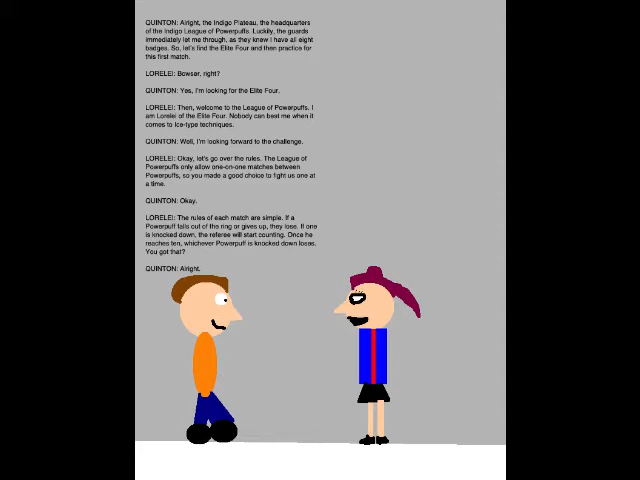 QUINTON: Alright, the Indigo Plateau, the headquarters
of the Indigo League of Powerpuffs. Luckily, the guards
immediately let me through, as they knew I have all eight
badges. So, let's find the Elite Four and then practice for
this first match.
LORELEI: Bowser, right?
QUINTON: Yes, I'm looking for the Elite Four.
LORELEI: Then, welcome to the League of Powerpuffs. I
am Lorelei of the Elite Four. Nobody can beat me when it
comes to Ice-type techniques.
QUINTON: Well, I'm looking forward to the challenge.
LORELEI: Okay, let's go over the rules. The League of
Powerpuffs only allow one-on-one matches between
Powerpuffs, so you made a good choice to fight us one at
a time.
QUINTON: Okay.
LORELEI: The rules of each match are simple. If a
Powerpuff falls out of the ring or gives up, they lose. If one
is knocked down, the referee will start counting. Once he
reaches ten, whichever Powerpuff is knocked down loses.
You got that?
QUINTON: Alright.